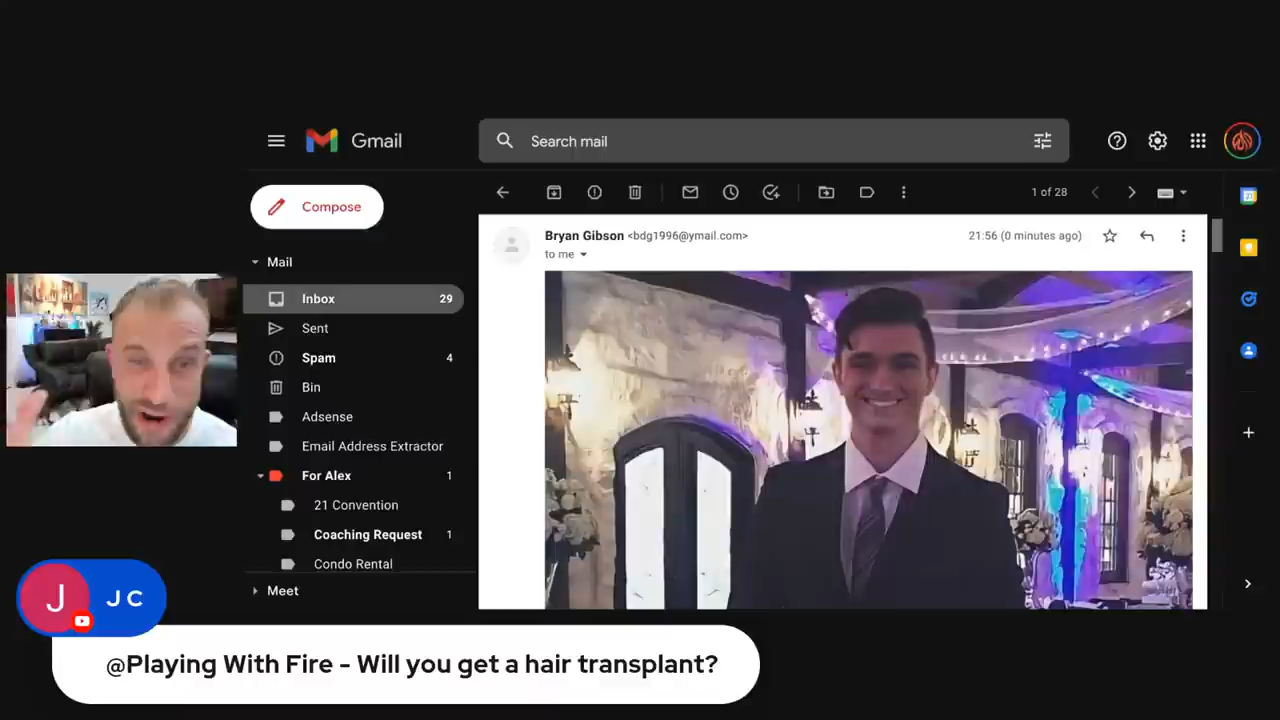 Gmail
Search mail
Compose
1 of 28
Mail
Inbox 29
Sent
Spam 4
Bin
Adsense
Email Address Extractor
For Alex 1
21 Convention
Coaching Request 1
Condo Rental
Meet
Bryan Gibson <bdg1996@ymail.com>
21:56 (0 minutes ago)
to me
J
J C
@Playing With Fire - Will you get a hair transplant?